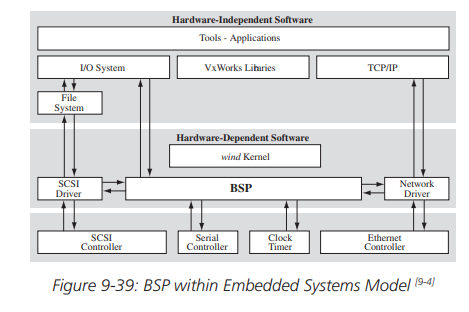 Hardware-Independent Software
Tools - Applications
I/O System
VxWorks Libraries
TCP/IP
File
System
Hardware-Dependent Software
wind Kernel
SCSI
Driver
BSP
Network
Driver
SCSI
Controller
Serial
Controller
Clock
Timer
Ethernet
Controller
Figure 9-39: BSP within Embedded Systems Model [9-4]